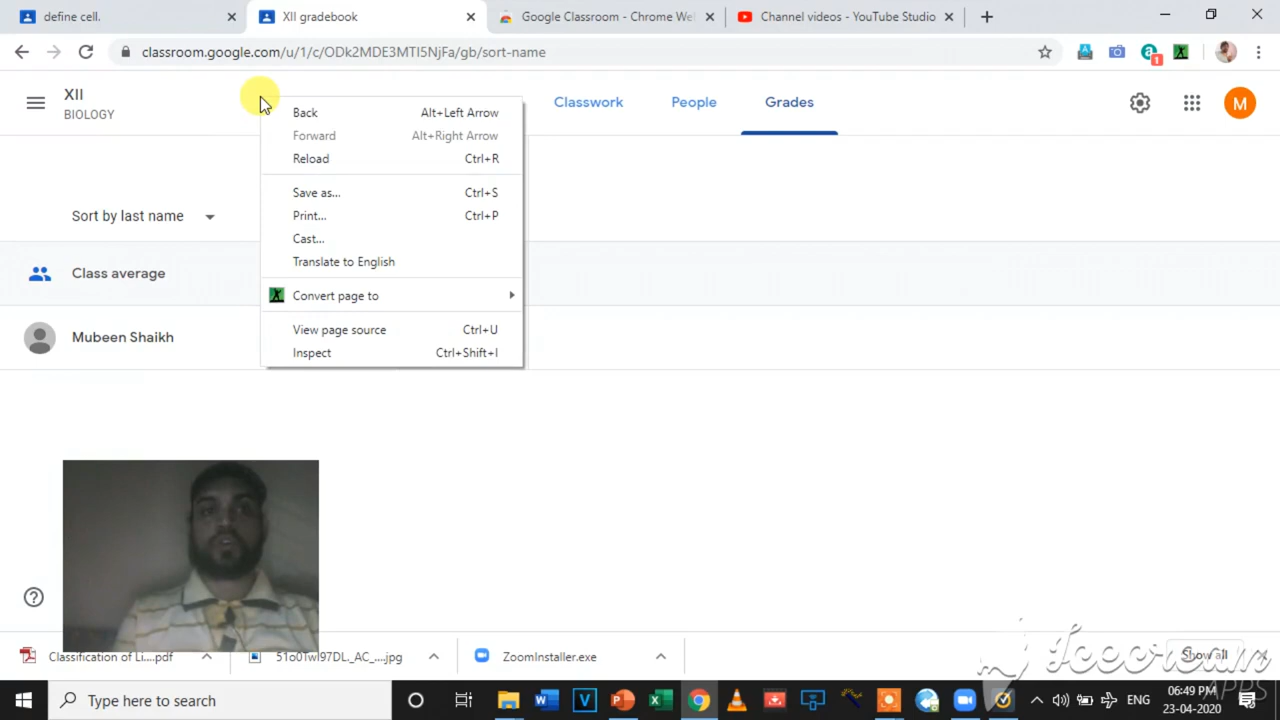 define cell.
XII gradebook
Google Classroom - Chrome We
Channel videos - YouTube Studio
classroom.google.com/u/1/c/ODk2MDE3MTI5NjFa/gb/sort-name
1
XII
BIOLOGY
Classwork
People
Grades
M
Back Alt+Left Arrow
Forward Alt+Right Arrow
Reload Ctrl+R
Save as... Ctrl+S
Print... Ctrl+P
Cast...
Translate to English
Convert page to
View page source Ctrl+U
Inspect Ctrl+Shift+I
Sort by last name
Class average
Mubeen Shaikh
Classification of Li....pdf
51o01wI97DL._AC_....jpg
ZoomInstaller.exe
Show all
Icecream
APPS
Type here to search
ENG
06:49 PM
23-04-2020